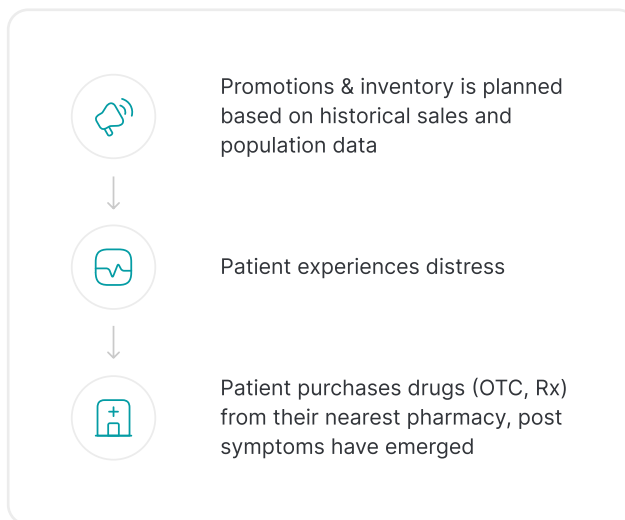 Promotions & inventory is planned
based on historical sales and
population data
Patient experiences distress
Patient purchases drugs (OTC, Rx)
from their nearest pharmacy, post
symptoms have emerged